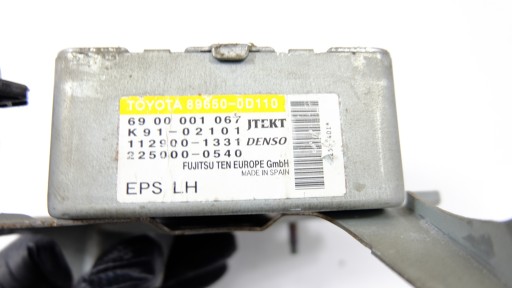 TOYOTA 89650-0D110
69 00 001 067
K91-02101 JTEKT
112900-1331 DENSO
225000-0540
FUJITSU TEN EUROPE GmbH
MADE IN SPAIN
EPS LH